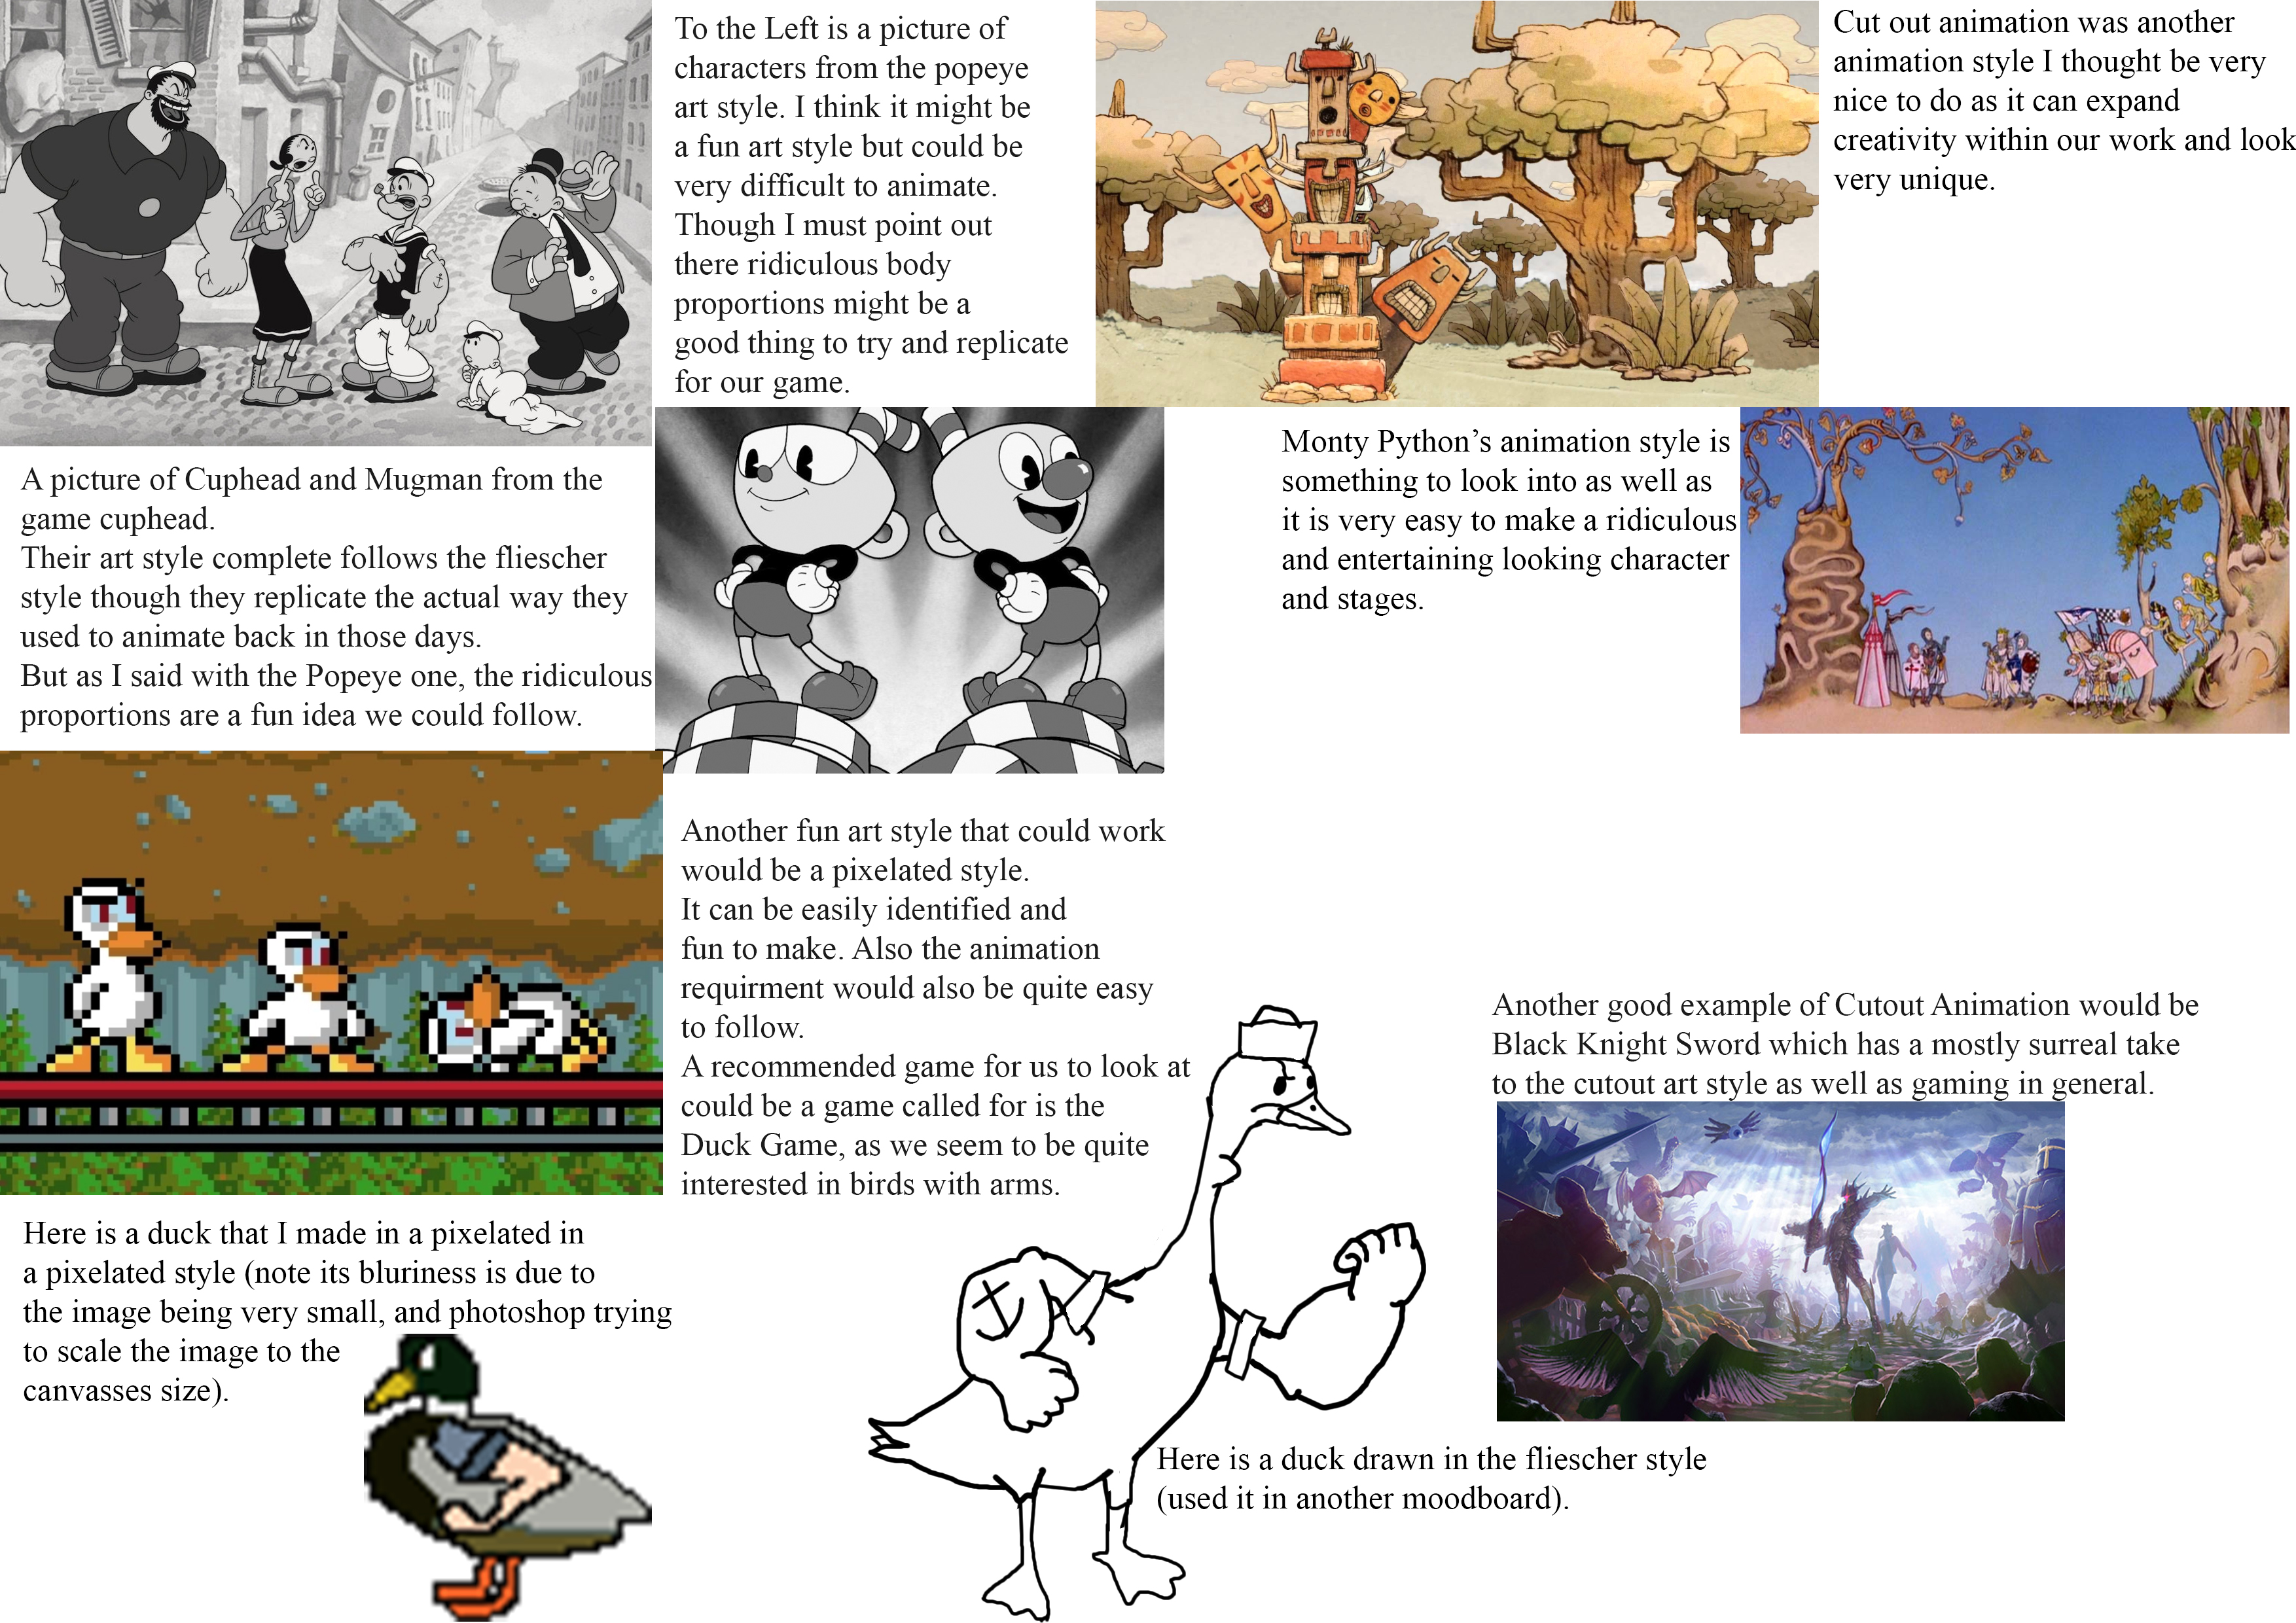 To the Left is a picture of
characters from the popeye
art style. I think it might be
a fun art style but could be
very difficult to animate.
Though I must point out
there ridiculous body
proportions might be a
good thing to try and replicate
for our game.
Cut out animation was another
animation style I thought be very
nice to do as it can expand
creativity within our work and look
very unique.
A picture of Cuphead and Mugman from the
game cuphead.
Their art style complete follows the fliescher
style though they replicate the actual way they
used to animate back in those days.
But as I said with the Popeye one, the ridiculous
proportions are a fun idea we could follow.
Monty Python’s animation style is
something to look into as well as
it is very easy to make a ridiculous
and entertaining looking character
and stages.
Another fun art style that could work
would be a pixelated style.
It can be easily identified and
fun to make. Also the animation
requirment would also be quite easy
to follow.
A recommended game for us to look at
could be a game called for is the
Duck Game, as we seem to be quite
interested in birds with arms.
Another good example of Cutout Animation would be
Black Knight Sword which has a mostly surreal take
to the cutout art style as well as gaming in general.
Here is a duck that I made in a pixelated in
a pixelated style (note its bluriness is due to
the image being very small, and photoshop trying
to scale the image to the
canvasses size).
Here is a duck drawn in the fliescher style
(used it in another moodboard).